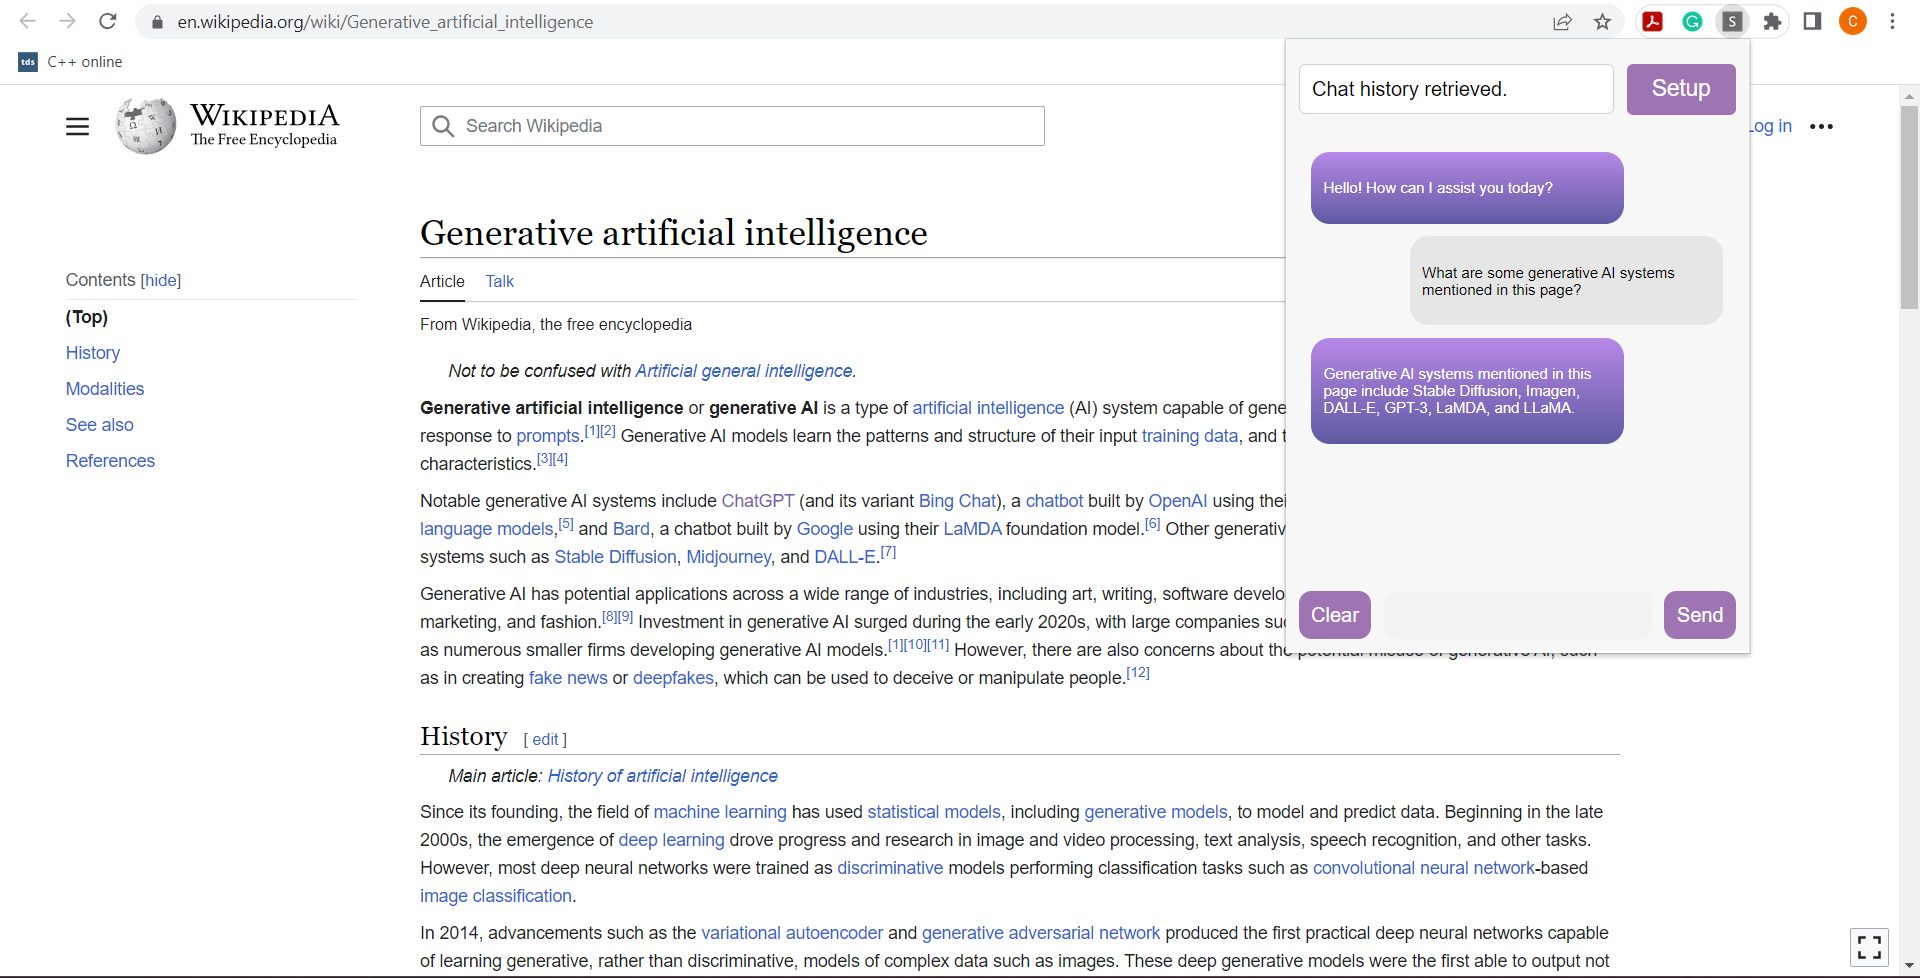 en.wikipedia.org/wiki/Generative_artificial_intelligence
S
C
tds C++ online
WIKIPEDIA
The Free Encyclopedia
Search Wikipedia
Log in
Contents [hide]
(Top)
History
Modalities
See also
References
Generative artificial intelligence
Article Talk
From Wikipedia, the free encyclopedia
Not to be confused with Artificial general intelligence.
Generative artificial intelligence or generative AI is a type of artificial intelligence (AI) system capable of gene
response to prompts.[1][2] Generative AI models learn the patterns and structure of their input training data, and t
characteristics.[3][4]
Notable generative AI systems include ChatGPT (and its variant Bing Chat), a chatbot built by OpenAI using thei
language models,[5] and Bard, a chatbot built by Google using their LaMDA foundation model.[6] Other generativ
systems such as Stable Diffusion, Midjourney, and DALL-E.[7]
Generative AI has potential applications across a wide range of industries, including art, writing, software develo
marketing, and fashion.[8][9] Investment in generative AI surged during the early 2020s, with large companies suc
as numerous smaller firms developing generative AI models.[1][10][11] However, there are also concerns about the potential misuse of generative AI, such
as in creating fake news or deepfakes, which can be used to deceive or manipulate people.[12]
History [ edit ]
Main article: History of artificial intelligence
Since its founding, the field of machine learning has used statistical models, including generative models, to model and predict data. Beginning in the late
2000s, the emergence of deep learning drove progress and research in image and video processing, text analysis, speech recognition, and other tasks.
However, most deep neural networks were trained as discriminative models performing classification tasks such as convolutional neural network-based
image classification.
In 2014, advancements such as the variational autoencoder and generative adversarial network produced the first practical deep neural networks capable
of learning generative, rather than discriminative, models of complex data such as images. These deep generative models were the first able to output not
Chat history retrieved.
Setup
Hello! How can I assist you today?
What are some generative AI systems
mentioned in this page?
Generative AI systems mentioned in this
page include Stable Diffusion, Imagen,
DALL-E, GPT-3, LaMDA, and LLaMA.
Clear
Send